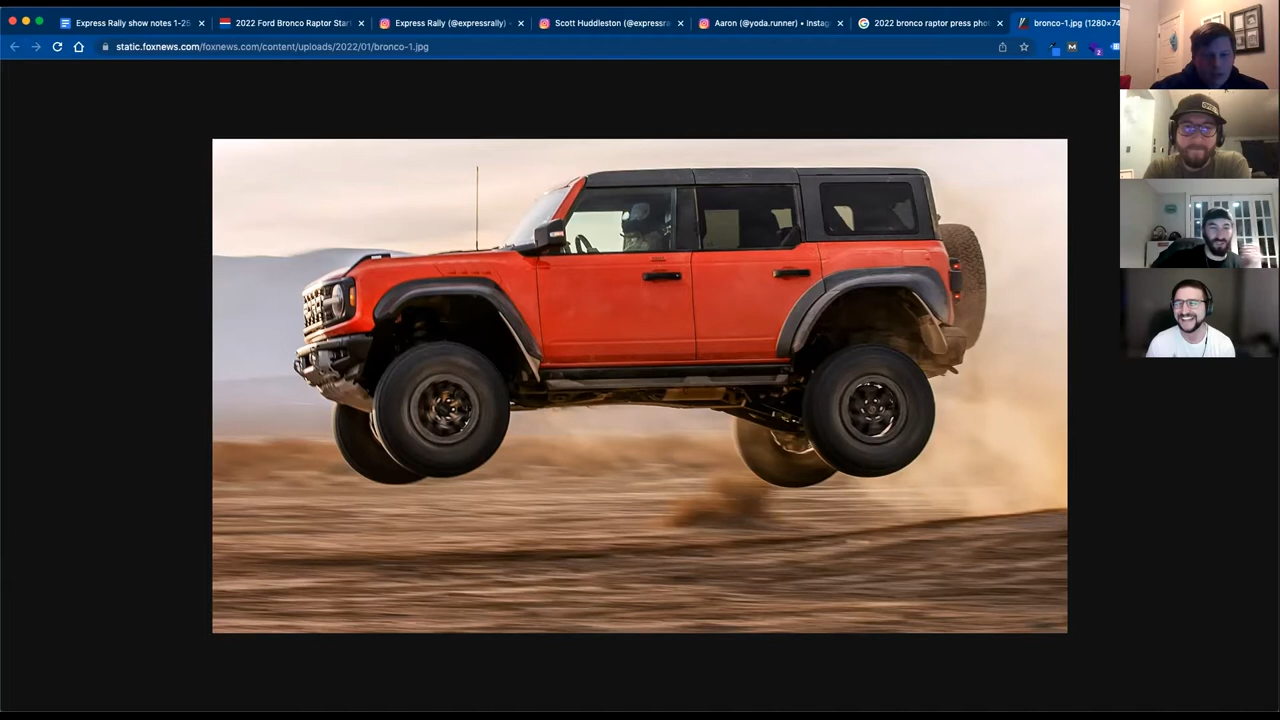 Express Rally show notes 1-25
2022 Ford Bronco Raptor Star
Express Rally (@expressrally) ·
Scott Huddleston (@expressra
Aaron (@yoda.runner) • Instag
2022 bronco raptor press pho
bronco-1.jpg (1280×74
static.foxnews.com/foxnews.com/content/uploads/2022/01/bronco-1.jpg